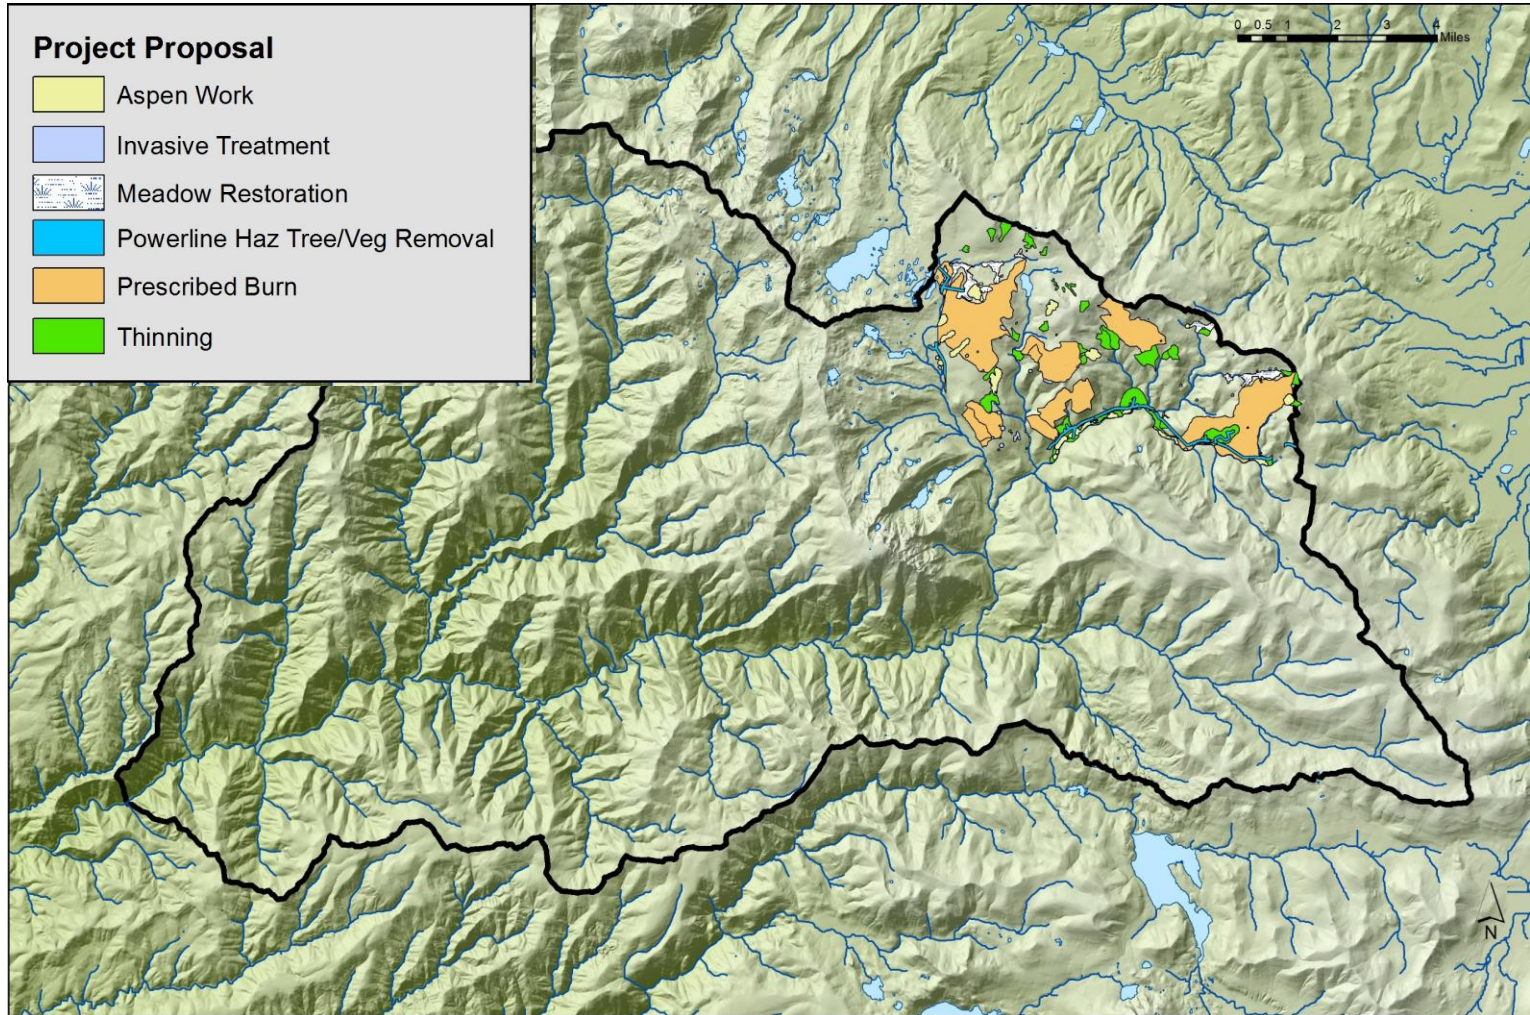 Project Proposal
Aspen Work
Invasive Treatment
Meadow Restoration
Powerline Haz Tree/Veg Removal
Prescribed Burn
Thinning
0 0.5 1 2 3 4
Miles
N